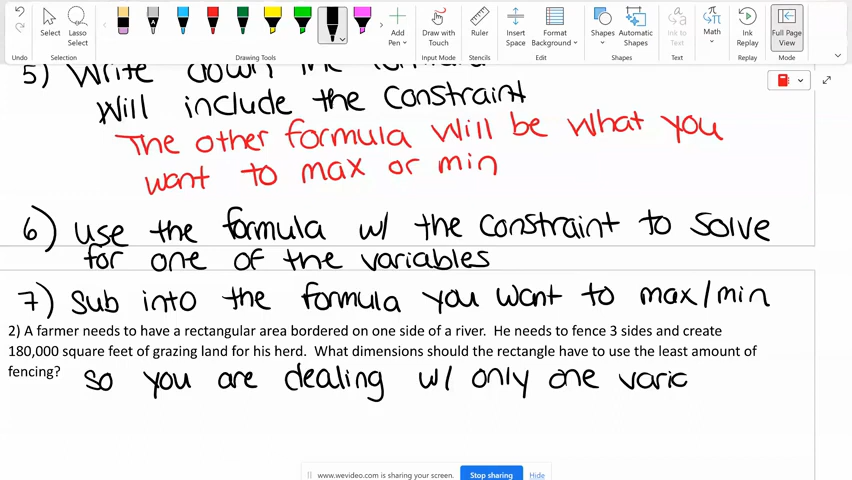 Select
Lasso
Select
Add
Pen
Draw with
Touch
Ruler
Insert
Space
Format
Background
Shapes
Automatic
Shapes
Ink to
Text
Math
Ink
Replay
Full Page
View
Undo
Selection
Drawing Tools
Input Mode
Stencils
Edit
Shapes
Text
Math
Replay
Mode
5) Write down the
Will include the constraint
The other formula will be what you
want to max or min
6) use the formula w/ the constraint to solve
for one of the variables
7) Sub into the formula you want to max/min
2) A farmer needs to have a rectangular area bordered on one side of a river. He needs to fence 3 sides and create
180,000 square feet of grazing land for his herd. What dimensions should the rectangle have to use the least amount of
fencing?
so you are dealing w/ only one varic
www.wevideo.com is sharing your screen.
Stop sharing
Hide